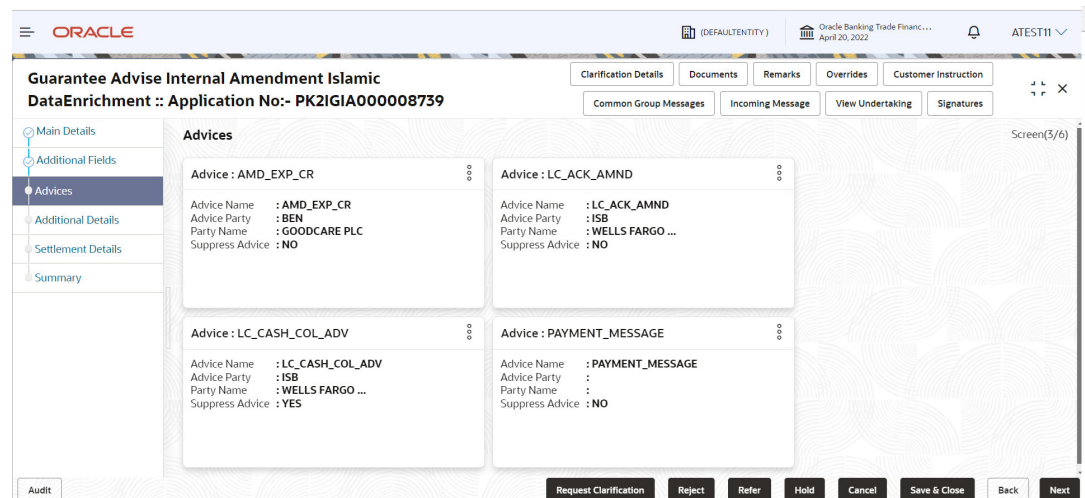 ORACLE
(DEFAULTENTITY )
Oracle Banking Trade Financ...
April 20, 2022
ATEST11
Guarantee Advise Internal Amendment Islamic
DataEnrichment :: Application No:- PK2IGIA000008739
Clarification Details
Documents
Remarks
Overrides
Customer Instruction
Common Group Messages
Incoming Message
View Undertaking
Signatures
Main Details
Additional Fields
Advices
Additional Details
Settlement Details
Summary
Advices
Screen(3/6)
Advice : AMD_EXP_CR
Advice Name : AMD_EXP_CR
Advice Party : BEN
Party Name : GOODCARE PLC
Suppress Advice : NO
Advice : LC_ACK_AMND
Advice Name : LC_ACK_AMND
Advice Party : ISB
Party Name : WELLS FARGO ...
Suppress Advice : NO
Advice : LC_CASH_COL_ADV
Advice Name : LC_CASH_COL_ADV
Advice Party : ISB
Party Name : WELLS FARGO ...
Suppress Advice : YES
Advice : PAYMENT_MESSAGE
Advice Name : PAYMENT_MESSAGE
Advice Party :
Party Name :
Suppress Advice : NO
Audit
Request Clarification
Reject
Refer
Hold
Cancel
Save & Close
Back
Next